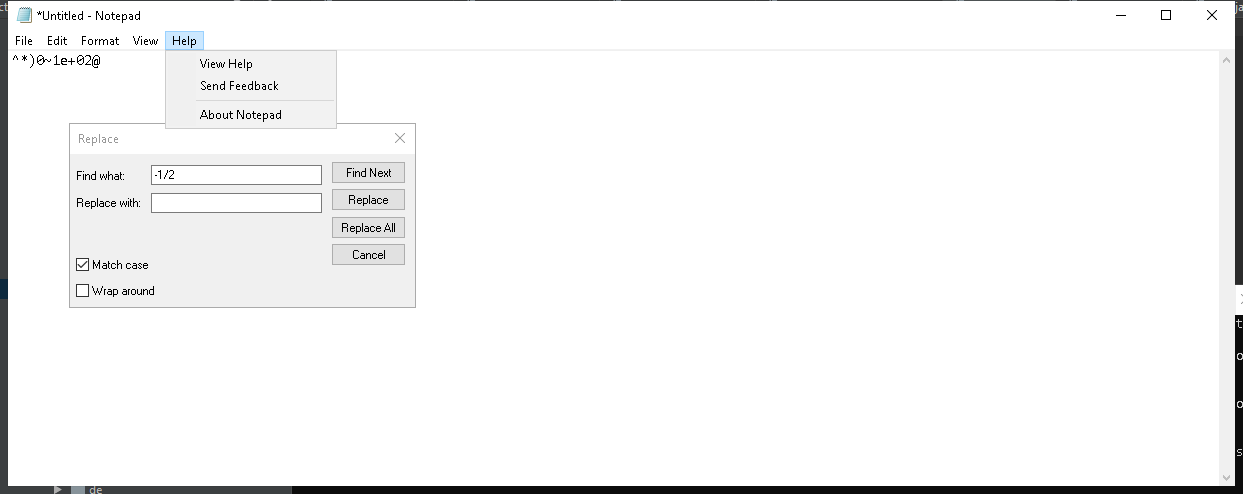 *Untitled - Notepad
File Edit Format View Help
^*)0~1e+02@
View Help
Send Feedback
About Notepad
Replace
Find what: -1/2 Find Next
Replace with: Replace
Replace All
Cancel
Match case
Wrap around
de